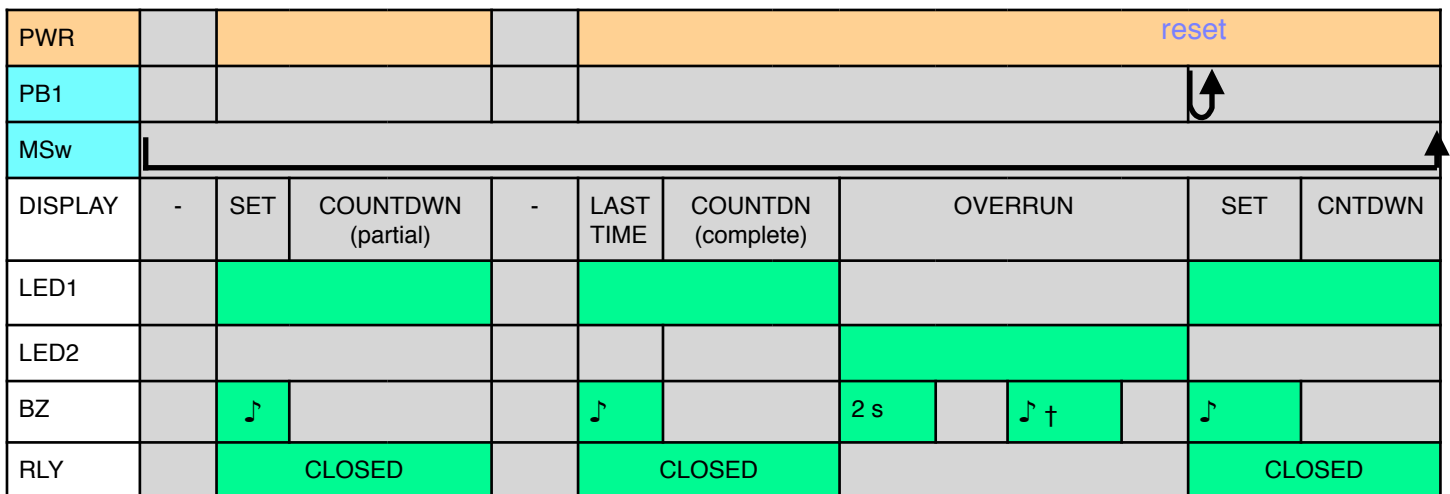 PWR reset
PB1
MSw
DISPLAY - SET COUNTDWN - LAST COUNTDN OVERRUN SET CNTDWN
(partial) TIME (complete)
LED1
LED2
BZ ♪ ♪ 2 s ♪ † ♪
RLY CLOSED CLOSED CLOSED